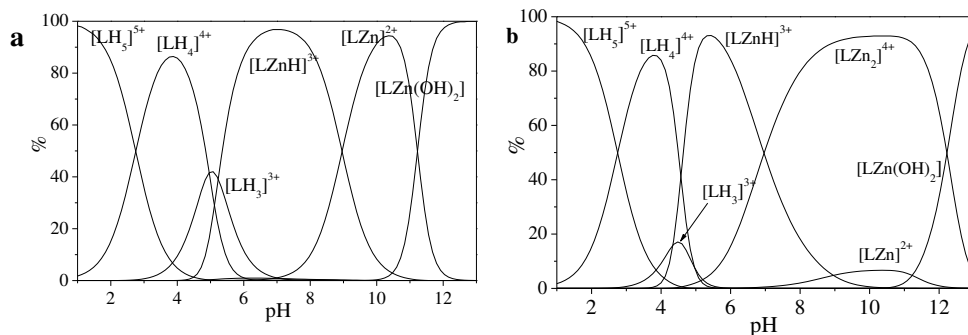 a
[LH5]5+
[LH4]4+
[LZnH]3+
[LZn]2+
[LZn(OH)2]
[LH3]3+
100
80
60
40
20
0
%
2 4 6 8 10 12
pH
b
[LH5]5+
[LH4]4+
[LZnH]3+
[LZn2]4+
[LH3]3+
[LZn(OH)2]
[LZn]2+
100
80
60
40
20
0
%
2 4 6 8 10 12
pH